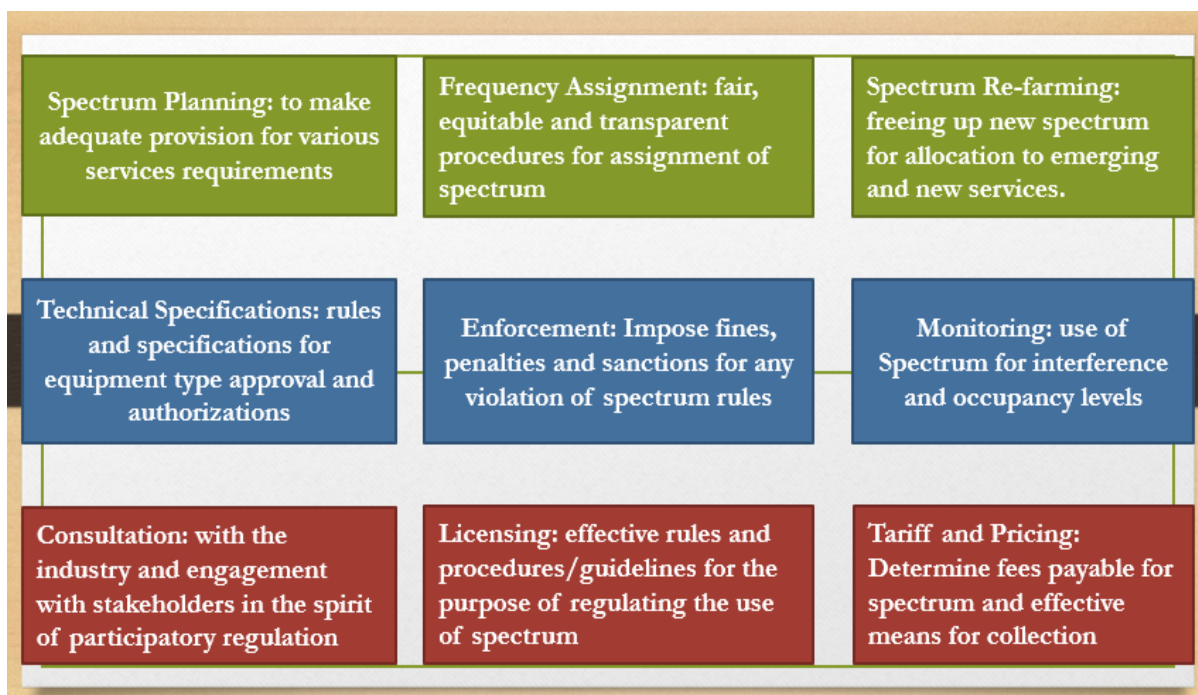 Spectrum Planning: to make
adequate provision for various
services requirements
Frequency Assignment: fair,
equitable and transparent
procedures for assignment of
spectrum
Spectrum Re-farming:
freeing up new spectrum
for allocation to emerging
and new services.
Technical Specifications: rules
and specifications for
equipment type approval and
authorizations
Enforcement: Impose fines,
penalties and sanctions for any
violation of spectrum rules
Monitoring: use of
Spectrum for interference
and occupancy levels
Consultation: with the
industry and engagement
with stakeholders in the spirit
of participatory regulation
Licensing: effective rules and
procedures/guidelines for the
purpose of regulating the use
of spectrum
Tariff and Pricing:
Determine fees payable for
spectrum and effective
means for collection